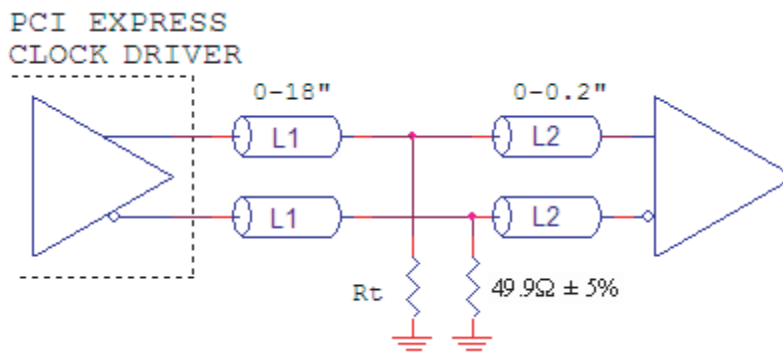 PCI EXPRESS
CLOCK DRIVER
0-18"
0-0.2"
L1
L2
L1
L2
Rt
49.9Ω ± 5%